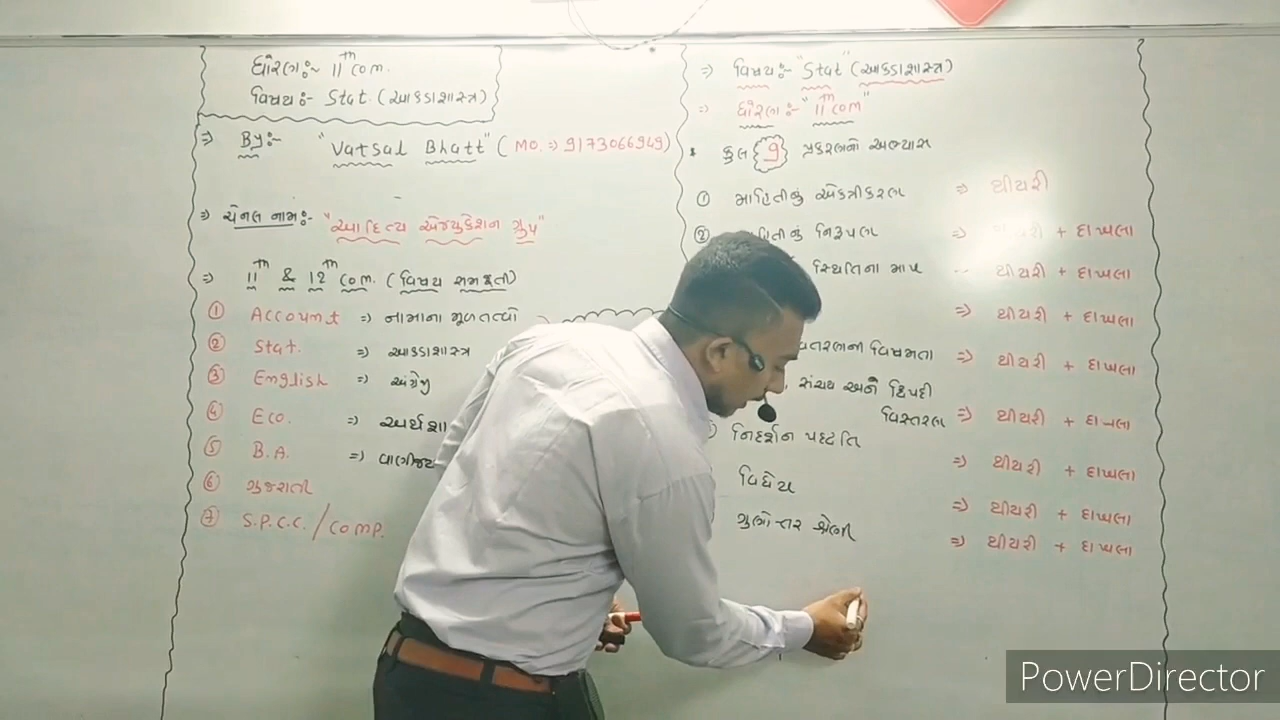 ધોરણ:- 11th com.
વિષય:- Stat. (આંકડાશાસ્ત્ર)
=> By:- "Vatsal Bhatt" (MO. => 9173066949)
=> ચેનલ નામ:- "આદિત્ય એજ્યુકેશન ગ્રુપ"
=> 11th & 12th com. (વિષય સમજુતી)
① Account => નામાના મૂળતત્વો
② Stat. => આંકડાશાસ્ત્ર
③ English => અંગ્રેજી
④ Eco. => અર્થશા
⑤ B.A. => વાણીજ્ય
⑥ ગુજરાતી
⑦ S.P.C.C. / Comp.
=> વિષય:- "Stat" (આંકડાશાસ્ત્ર)
=> ધોરણ:- "11th com"
* કુલ 9 પ્રકરણનો અભ્યાસ
① માહિતીનું એકત્રીકરણ => થીયરી
② હિતીનું નિરૂપણ => થીયરી + દાખલા
સ્થિતિના માપ થીયરી + દાખલા
=> થીયરી + દાખલા
વિતરણની વિષમતા => થીયરી + દાખલા
સંચય અને દ્વિપદી
વિસ્તરણ => થીયરી + દાખલા
નિદર્શન પદ્ધતિ => થીયરી + દાખલા
વિધેય => થીયરી + દાખલા
ગુણોત્તર શ્રેણી => થીયરી + દાખલા
PowerDirector